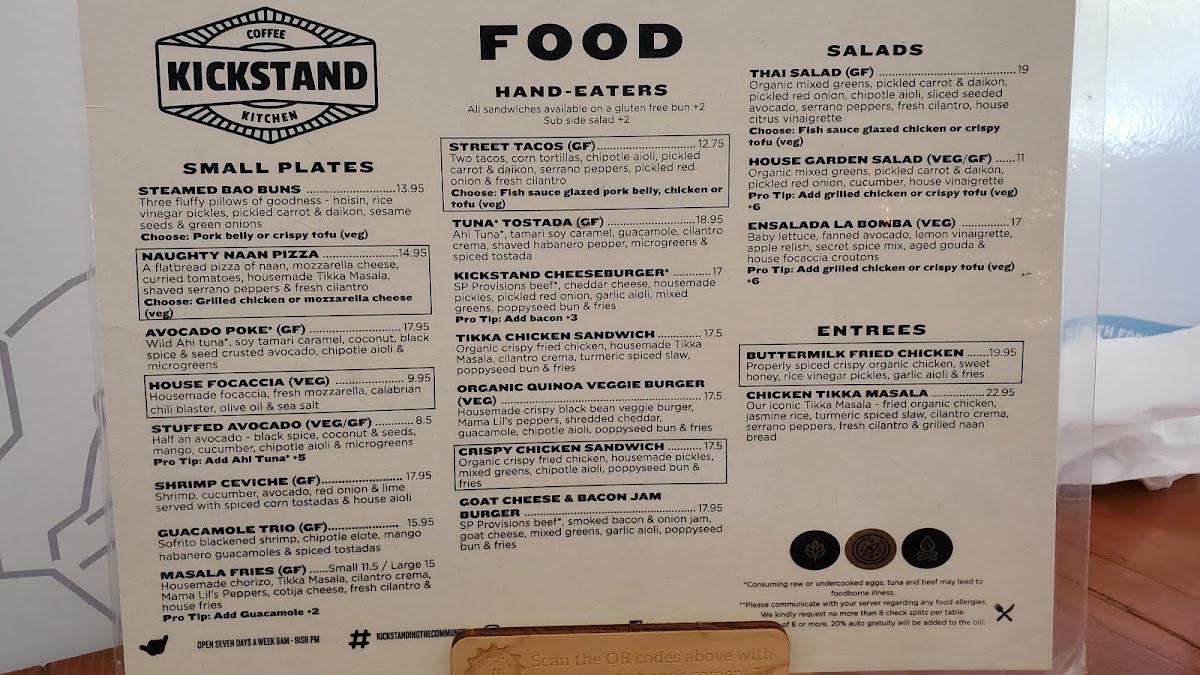 COFFEE
KICKSTAND
KITCHEN
SMALL PLATES
STEAMED BAO BUNS ..........................13.95
Three fluffy pillows of goodness - hoisin, rice
vinegar pickles, pickled carrot & daikon, sesame
seeds & green onions
Choose: Pork belly or crispy tofu (veg)
NAUGHTY NAAN PIZZA ......................14.95
A flatbread pizza of naan, mozzarella cheese,
curried tomatoes, housemade Tikka Masala,
shaved serrano peppers & fresh cilantro
Choose: Grilled chicken or mozzarella cheese
(veg)
AVOCADO POKE* (GF) ...........................17.95
Wild Ahi tuna*, soy tamari caramel, coconut, black
spice & seed crusted avocado, chipotle aioli &
microgreens
HOUSE FOCACCIA (VEG) .................... 9.95
Housemade focaccia, fresh mozzarella, calabrian
chili blaster, olive oil & sea salt
STUFFED AVOCADO (VEG/GF) ............ 8.5
Half an avocado - black spice, coconut & seeds,
mango, cucumber, chipotle aioli & microgreens
Pro Tip: Add Ahi Tuna* +5
SHRIMP CEVICHE (GF)........................ 17.95
Shrimp, cucumber, avocado, red onion & lime
served with spiced corn tostadas & house aioli
GUACAMOLE TRIO (GF)..................... 15.95
Sofrito blackened shrimp, chipotle elote, mango
habanero guacamoles & spiced tostadas
MASALA FRIES (GF) ......Small 11.5 / Large 15
Housemade chorizo, Tikka Masala, cilantro crema,
Mama Lil's Peppers, cotija cheese, fresh cilantro &
house fries
Pro Tip: Add Guacamole +2
OPEN SEVEN DAYS A WEEK 8AM - 9ISH PM
# KICKSTANDINGTHECOMMUNI
FOOD
HAND-EATERS
All sandwiches available on a gluten free bun +2
Sub side salad +2
STREET TACOS (GF)............................ 12.75
Two tacos, corn tortillas, chipotle aioli, pickled
carrot & daikon, serrano peppers, pickled red
onion & fresh cilantro
Choose: Fish sauce glazed pork belly, chicken or
tofu (veg)
TUNA* TOSTADA (GF) ..........................18.95
Ahi Tuna*, tamari soy caramel, guacamole, cilantro
crema, shaved habanero pepper, microgreens &
spiced tostada
KICKSTAND CHEESEBURGER* ...........17
SP Provisions beef*, cheddar cheese, housemade
pickles, pickled red onion, garlic aioli, mixed
greens, poppyseed bun & fries
Pro Tip: Add bacon +3
TIKKA CHICKEN SANDWICH ............. 17.5
Organic crispy fried chicken, housemade Tikka
Masala, cilantro crema, turmeric spiced slaw,
poppyseed bun & fries
ORGANIC QUINOA VEGGIE BURGER
(VEG) ........................................................ 17.5
Housemade crispy black bean veggie burger,
Mama Lil's peppers, shredded cheddar,
guacamole, chipotle aioli, poppyseed bun & fries
CRISPY CHICKEN SANDWICH ........... 17.5
Organic crispy fried chicken, housemade pickles,
mixed greens, chipotle aioli, poppyseed bun &
fries
GOAT CHEESE & BACON JAM
BURGER .................................................. 17.95
SP Provisions beef*, smoked bacon & onion jam,
goat cheese, mixed greens, garlic aioli, poppyseed
bun & fries
SALADS
THAI SALAD (GF) ........................................19
Organic mixed greens, pickled carrot & daikon,
pickled red onion, chipotle aioli, sliced seeded
avocado, serrano peppers, fresh cilantro, house
citrus vinaigrette
Choose: Fish sauce glazed chicken or crispy
tofu (veg)
HOUSE GARDEN SALAD (VEG/GF) ......11
Organic mixed greens, pickled carrot & daikon,
pickled red onion, cucumber, house vinaigrette
Pro Tip: Add grilled chicken or crispy tofu (veg)
+6
ENSALADA LA BOMBA (VEG) ..............17
Baby lettuce, fanned avocado, lemon vinaigrette,
apple relish, secret spice mix, aged gouda &
house focaccia croutons
Pro Tip: Add grilled chicken or crispy tofu (veg)
+6
ENTREES
BUTTERMILK FRIED CHICKEN .......19.95
Properly spiced crispy organic chicken, sweet
honey, rice vinegar pickles, garlic aioli & fries
CHICKEN TIKKA MASALA .................22.95
Our iconic Tikka Masala - fried organic chicken,
jasmine rice, turmeric spiced slaw, cilantro crema,
serrano peppers, fresh cilantro & grilled naan
bread
*Consuming raw or undercooked eggs, tuna and beef may lead to
foodborne illness.
**Please communicate with your server regarding any food allergies.
We kindly request no more than 8 check splits per table.
of 8 or more, 20% auto gratuity will be added to the bill.
Scan the QR codes above with